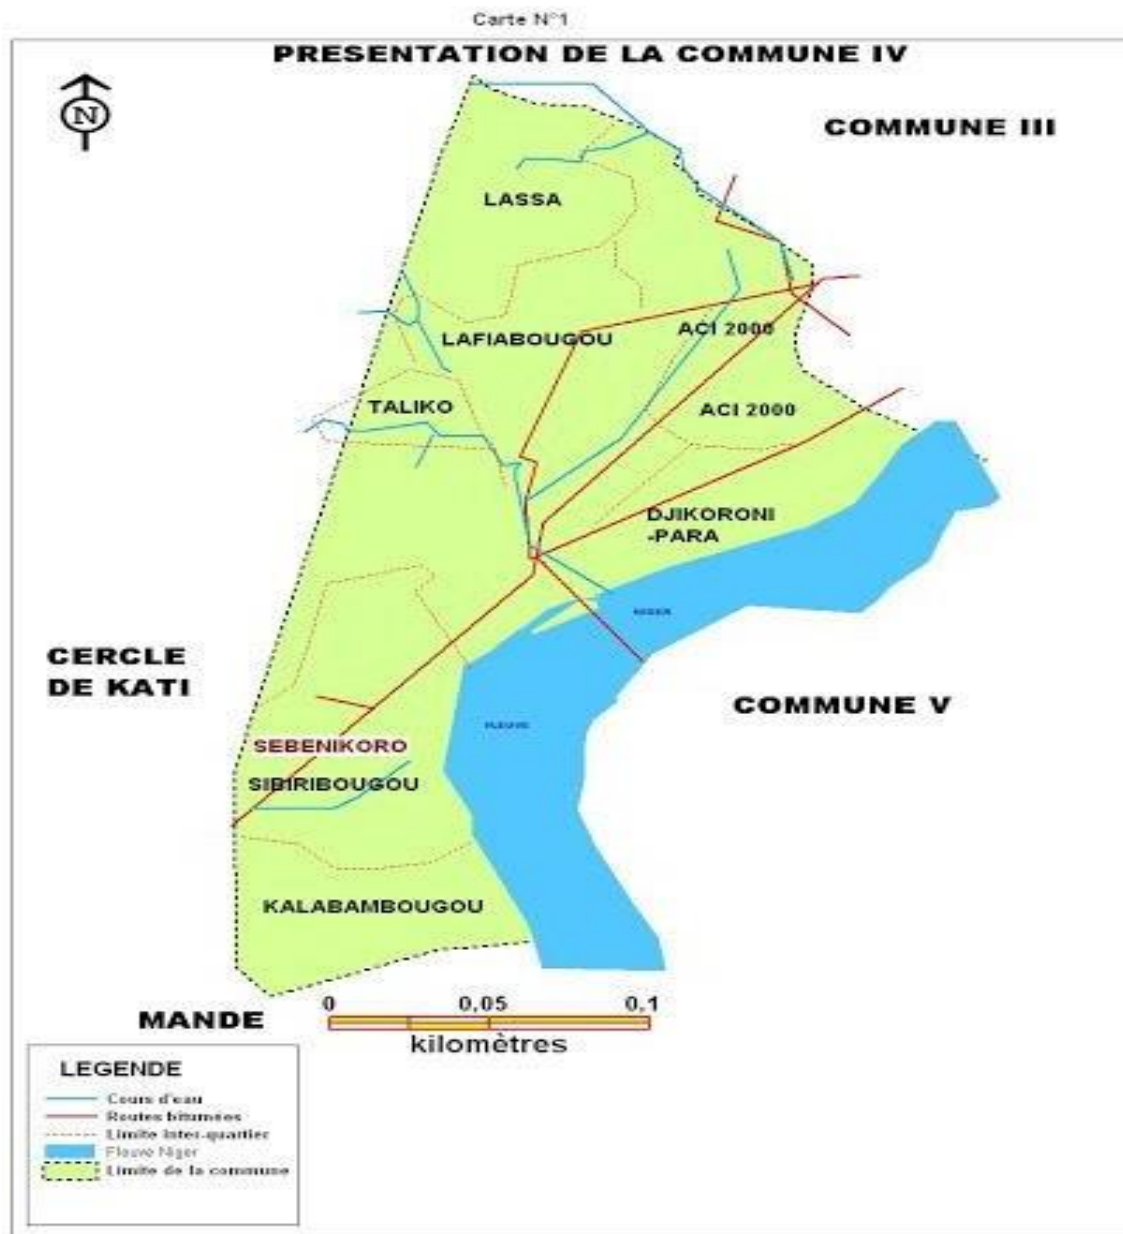 Carte N°1
PRESENTATION DE LA COMMUNE IV
N
COMMUNE III
LASSA
LAFIABOUGOU
ACI 2000
TALIKO
ACI 2000
DJIKORONI
-PARA
NIGER
CERCLE
DE KATI
COMMUNE V
FLEUVE
SEBENIKORO
SIBIRIBOUGOU
KALABAMBOUGOU
MANDE
0 0,05 0,1
kilomètres
LEGENDE
Cours d'eau
Routes bitumées
Limite Inter-quartier
Fleuve Niger
Limite de la commune